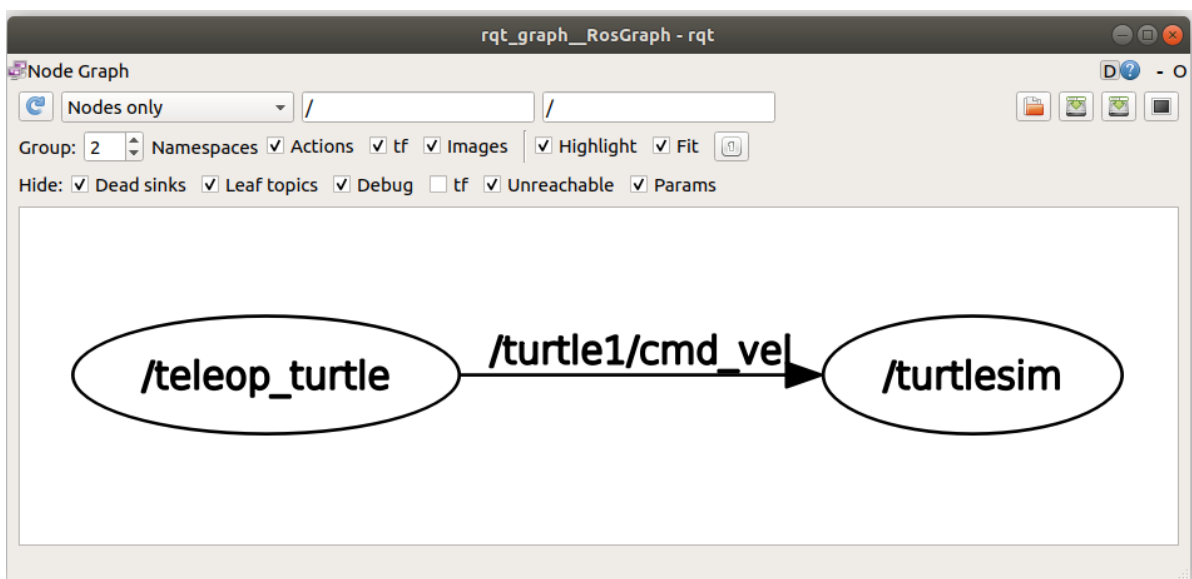 rqt_graph__RosGraph - rqt
Node Graph D ? - O
Nodes only / /
Group: 2 Namespaces Actions tf Images Highlight Fit
Hide: Dead sinks Leaf topics Debug tf Unreachable Params
/turtle1/cmd_vel
/teleop_turtle /turtlesim